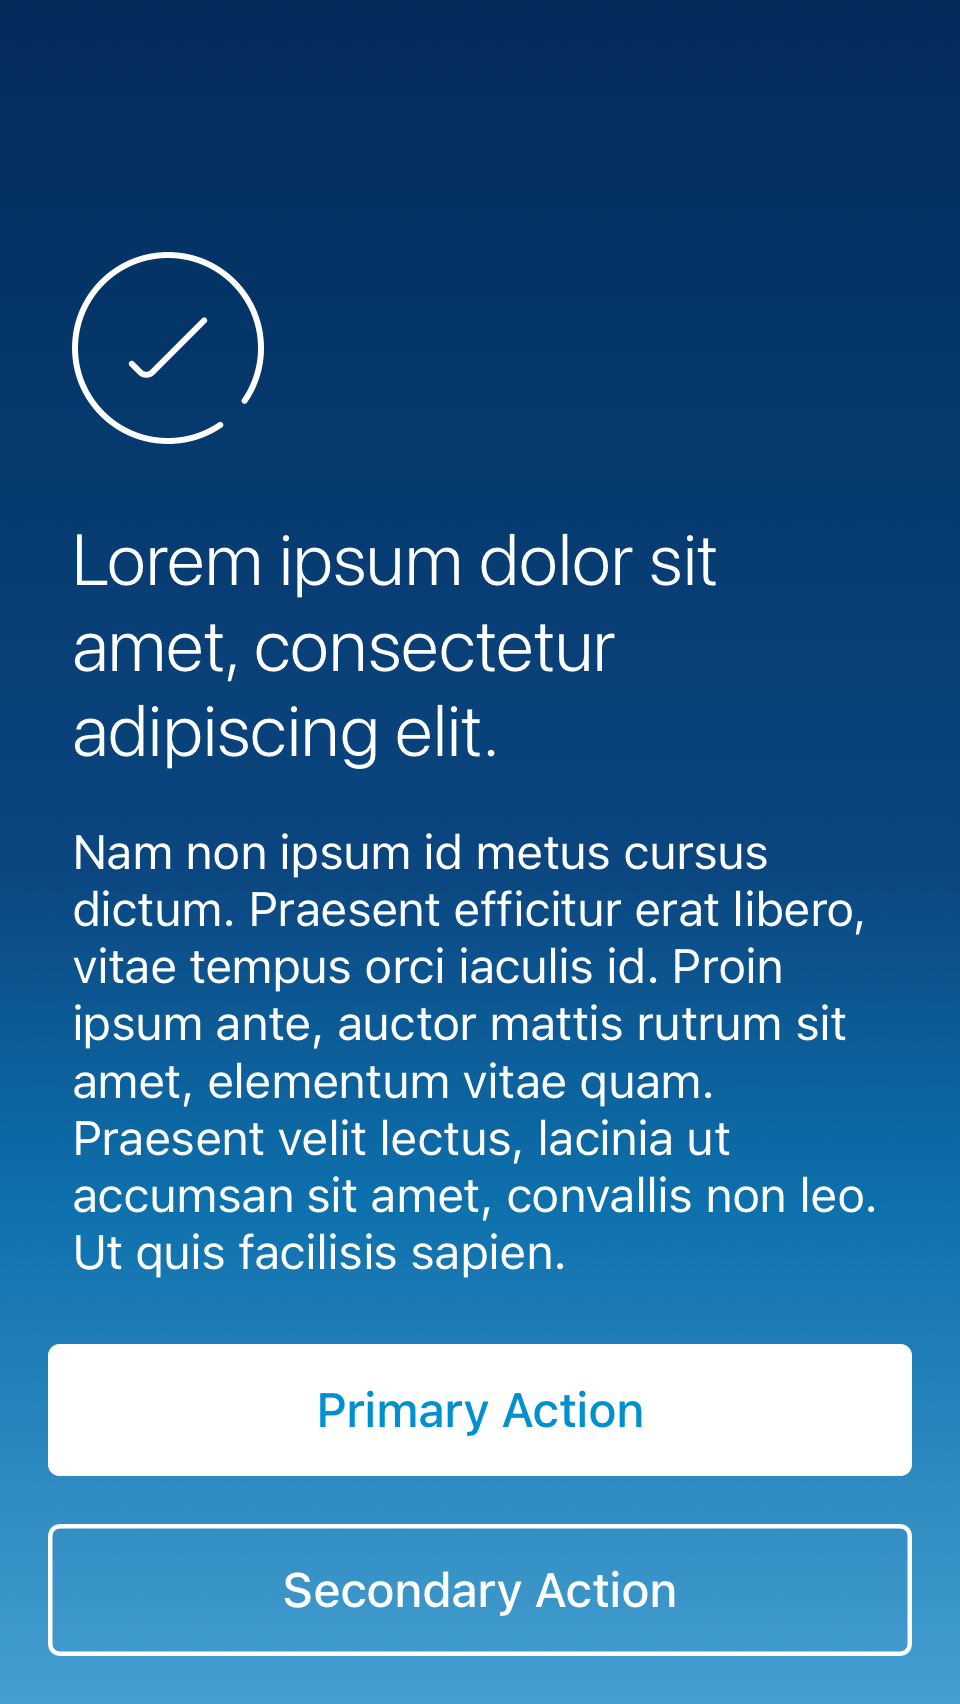 Lorem ipsum dolor sit
amet, consectetur
adipiscing elit.
Nam non ipsum id metus cursus
dictum. Praesent efficitur erat libero,
vitae tempus orci iaculis id. Proin
ipsum ante, auctor mattis rutrum sit
amet, elementum vitae quam.
Praesent velit lectus, lacinia ut
accumsan sit amet, convallis non leo.
Ut quis facilisis sapien.
Primary Action
Secondary Action